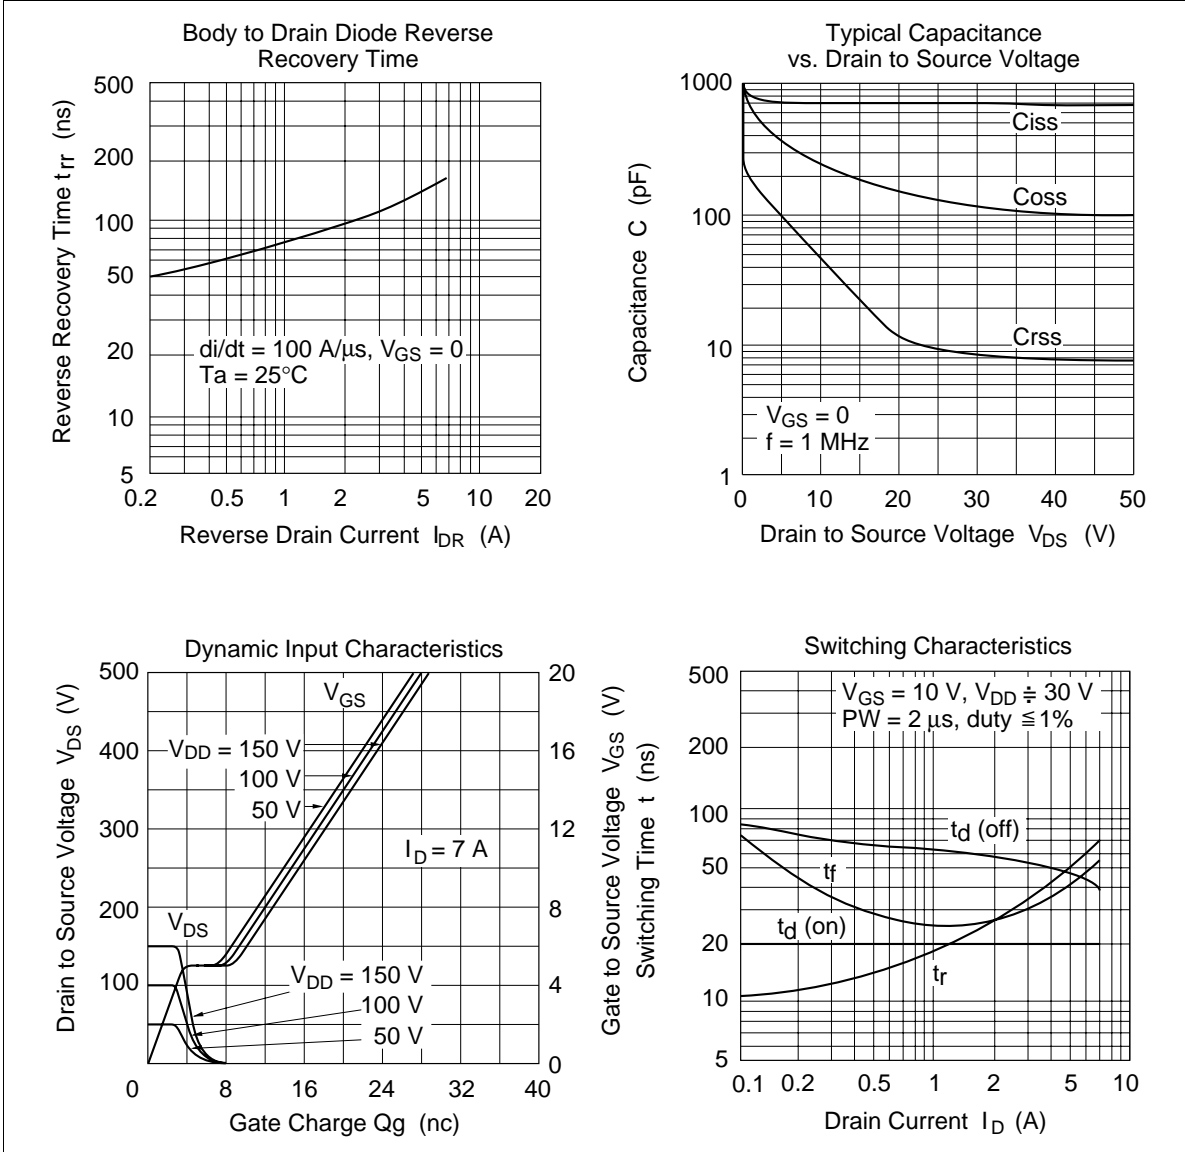 Body to Drain Diode Reverse
Recovery Time
Reverse Recovery Time trr (ns)
500
200
100
50
20
10
5
di/dt = 100 A/μs, VGS = 0
Ta = 25°C
0.2 0.5 1 2 5 10 20
Reverse Drain Current IDR (A)
Typical Capacitance
vs. Drain to Source Voltage
Capacitance C (pF)
1000
100
10
1
Ciss
Coss
Crss
VGS = 0
f = 1 MHz
0 10 20 30 40 50
Drain to Source Voltage VDS (V)
Dynamic Input Characteristics
Drain to Source Voltage VDS (V)
500
400
300
200
100
0
VGS
VDD = 150 V
100 V
50 V
ID = 7 A
VDS
VDD = 150 V
100 V
50 V
20
16
12
8
4
0
Gate to Source Voltage VGS (V)
8 16 24 32 40
Gate Charge Qg (nc)
Switching Characteristics
Switching Time t (ns)
500
200
100
50
20
10
5
VGS = 10 V, VDD ≑ 30 V
PW = 2 μs, duty ≦ 1%
td (off)
tf
td (on)
tr
0.1 0.2 0.5 1 2 5 10
Drain Current ID (A)